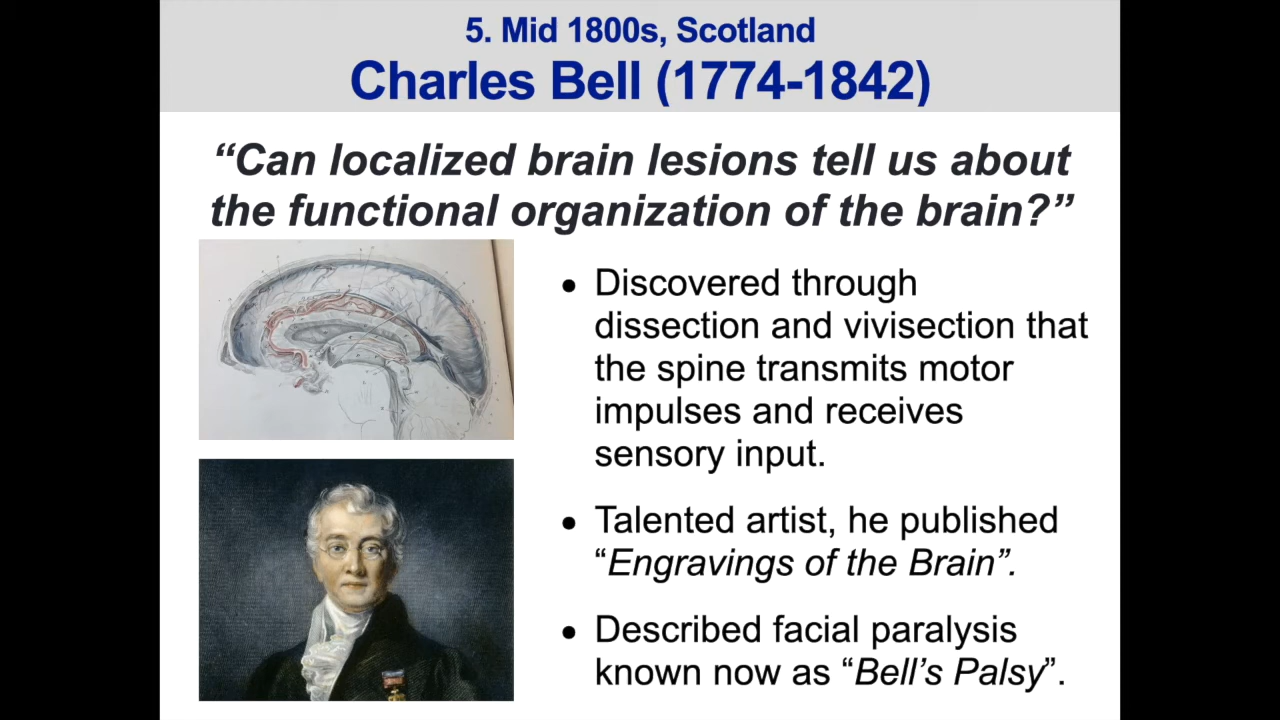 5. Mid 1800s, Scotland
Charles Bell (1774-1842)
“Can localized brain lesions tell us about
the functional organization of the brain?”
• Discovered through
dissection and vivisection that
the spine transmits motor
impulses and receives
sensory input.
• Talented artist, he published
“Engravings of the Brain”.
• Described facial paralysis
known now as “Bell’s Palsy”.